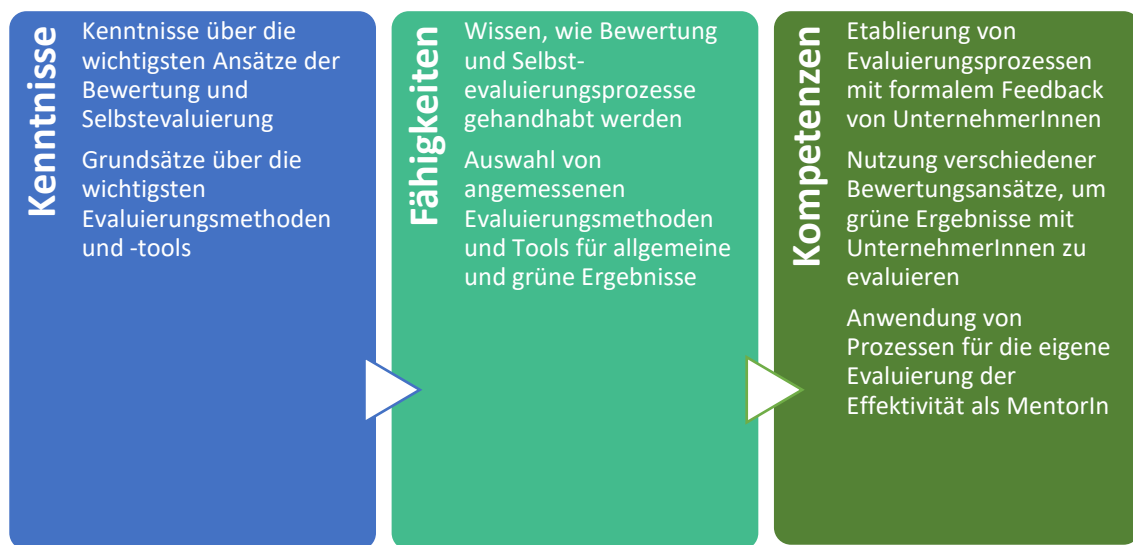 Kenntnisse
Kenntnisse über die
wichtigsten Ansätze der
Bewertung und
Selbstevaluierung
Grundsätze über die
wichtigsten
Evaluierungsmethoden
und -tools
Fähigkeiten
Wissen, wie Bewertung
und Selbst-
evaluierungsprozesse
gehandhabt werden
Auswahl von
angemessenen
Evaluierungsmethoden
und Tools für allgemeine
und grüne Ergebnisse
Kompetenzen
Etablierung von
Evaluierungsprozessen
mit formalem Feedback
von UnternehmerInnen
Nutzung verschiedener
Bewertungsansätze, um
grüne Ergebnisse mit
UnternehmerInnen zu
evaluieren
Anwendung von
Prozessen für die eigene
Evaluierung der
Effektivität als MentorIn